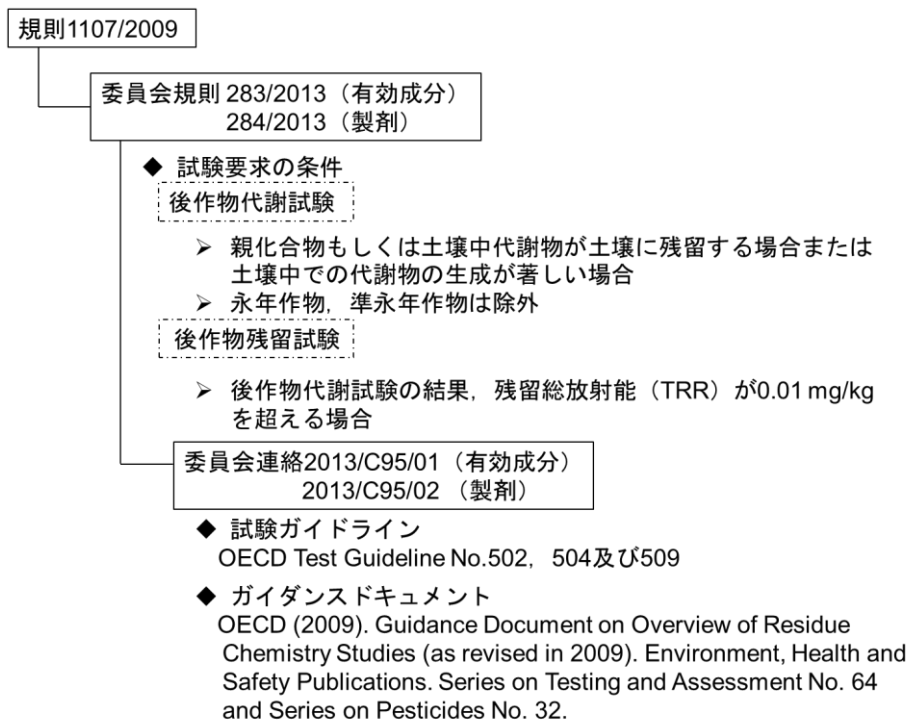 規則1107/2009
委員会規則 283/2013（有効成分）
284/2013（製剤）
◆ 試験要求の条件
後作物代謝試験
➢ 親化合物もしくは土壌中代謝物が土壌に残留する場合または
土壌中での代謝物の生成が著しい場合
➢ 永年作物，準永年作物は除外
後作物残留試験
➢ 後作物代謝試験の結果，残留総放射能（TRR）が0.01 mg/kg
を超える場合
委員会連絡2013/C95/01（有効成分）
2013/C95/02 （製剤）
◆ 試験ガイドライン
OECD Test Guideline No.502，504及び509
◆ ガイダンスドキュメント
OECD (2009). Guidance Document on Overview of Residue
Chemistry Studies (as revised in 2009). Environment, Health and
Safety Publications. Series on Testing and Assessment No. 64
and Series on Pesticides No. 32.